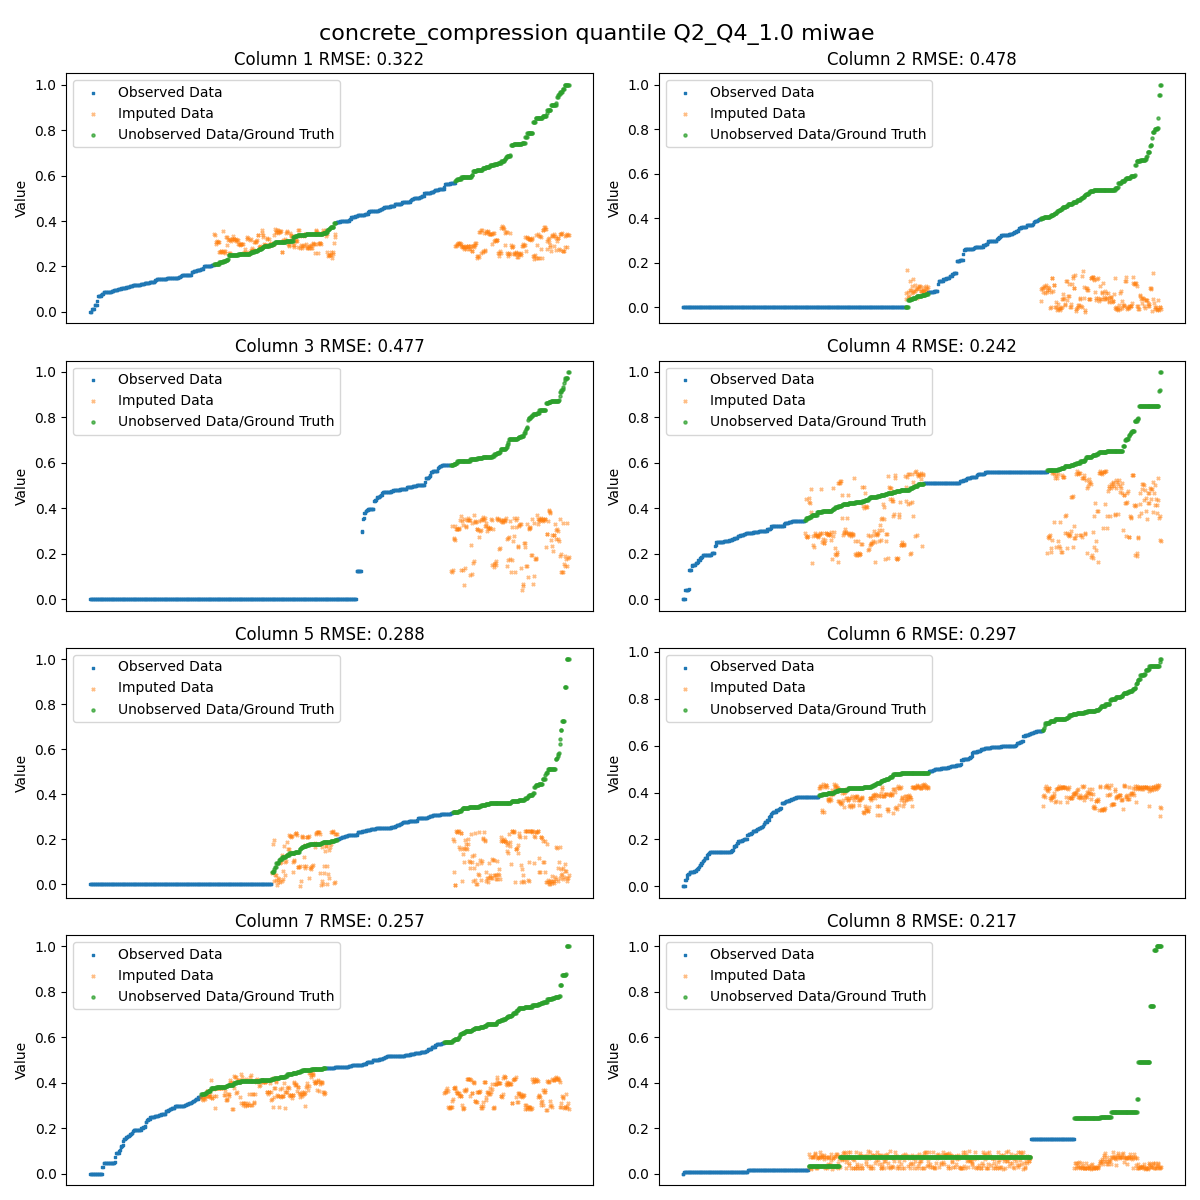 concrete_compression quantile Q2_Q4_1.0 miwae
Column 1 RMSE: 0.322
Column 2 RMSE: 0.478
1.0
0.8
0.6
0.4
0.2
0.0
Value
Observed Data
Imputed Data
Unobserved Data/Ground Truth
1.0
0.8
0.6
0.4
0.2
0.0
Value
Observed Data
Imputed Data
Unobserved Data/Ground Truth
Column 3 RMSE: 0.477
Column 4 RMSE: 0.242
1.0
0.8
0.6
0.4
0.2
0.0
Value
Observed Data
Imputed Data
Unobserved Data/Ground Truth
1.0
0.8
0.6
0.4
0.2
0.0
Value
Observed Data
Imputed Data
Unobserved Data/Ground Truth
Column 5 RMSE: 0.288
Column 6 RMSE: 0.297
1.0
0.8
0.6
0.4
0.2
0.0
Value
Observed Data
Imputed Data
Unobserved Data/Ground Truth
1.0
0.8
0.6
0.4
0.2
0.0
Value
Observed Data
Imputed Data
Unobserved Data/Ground Truth
Column 7 RMSE: 0.257
Column 8 RMSE: 0.217
1.0
0.8
0.6
0.4
0.2
0.0
Value
Observed Data
Imputed Data
Unobserved Data/Ground Truth
1.0
0.8
0.6
0.4
0.2
0.0
Value
Observed Data
Imputed Data
Unobserved Data/Ground Truth